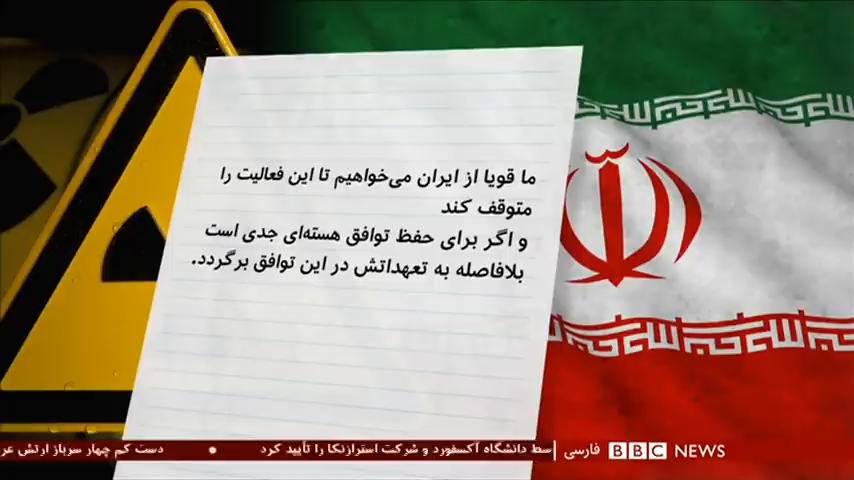 ما قویا از ایران می‌خواهیم تا این فعالیت را
متوقف کند
و اگر برای حفظ توافق هسته‌ای جدی است
بلافاصله به تعهداتش در این توافق برگردد.
سط دانشگاه آکسفورد و شرکت استرازنکا را تأیید کرد • دست کم چهار سرباز ارتش عر
BBC NEWS فارسی